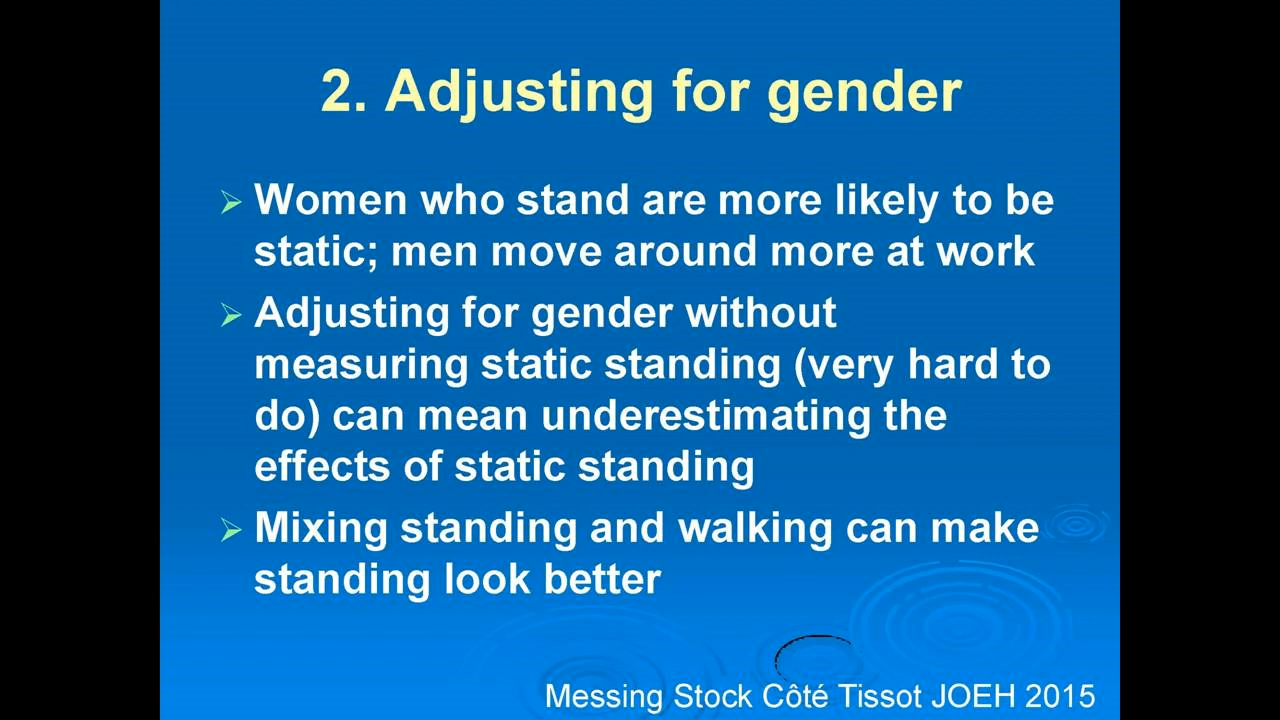 2. Adjusting for gender
Women who stand are more likely to be
static; men move around more at work
Adjusting for gender without
measuring static standing (very hard to
do) can mean underestimating the
effects of static standing
Mixing standing and walking can make
standing look better
Messing Stock Côté Tissot JOEH 2015